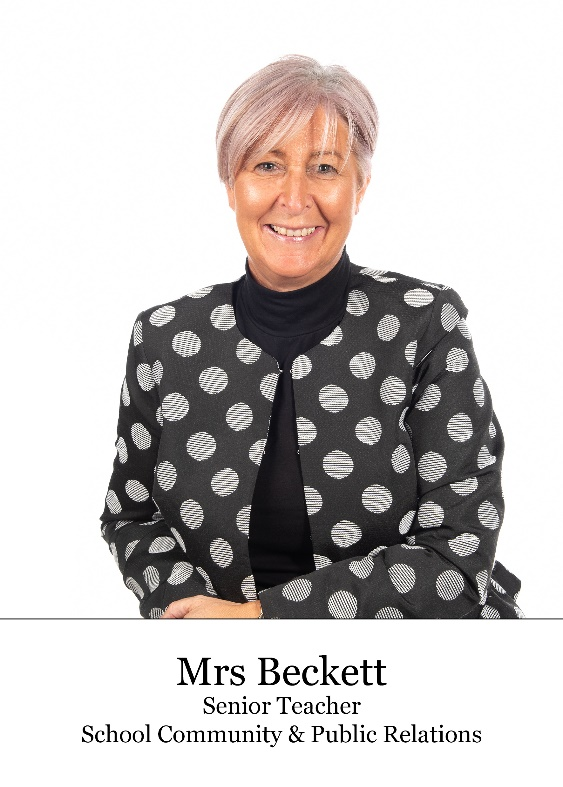 Mrs Beckett
Senior Teacher
School Community & Public Relations